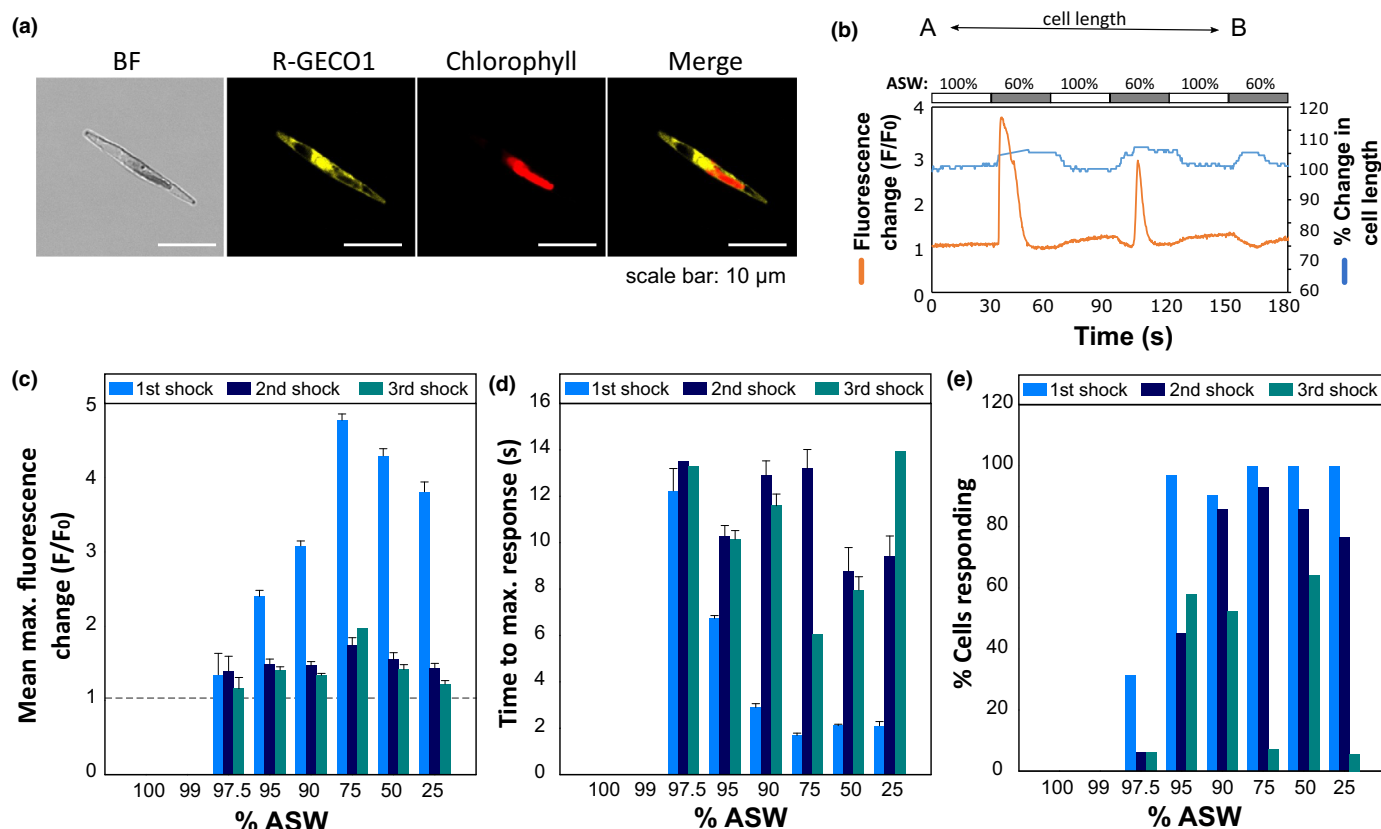 (a)
BF R-GECO1 Chlorophyll Merge
scale bar: 10 µm
(b)
A cell length B
ASW: 100% 60% 100% 60% 100% 60%
4
3
2
1
0
Fluorescence
change (F/F0)
120
110
100
90
80
70
60
% Change in
cell length
0 30 60 90 120 150 180
Time (s)
(c)
1st shock 2nd shock 3rd shock
5
4
3
2
1
0
Mean max. fluorescence
change (F/F0)
100 99 97.5 95 90 75 50 25
% ASW
(d)
1st shock 2nd shock 3rd shock
16
14
12
10
8
6
4
2
0
Time to max. response (s)
100 99 97.5 95 90 75 50 25
% ASW
(e)
1st shock 2nd shock 3rd shock
120
100
80
60
40
20
0
% Cells responding
100 99 97.5 95 90 75 50 25
% ASW